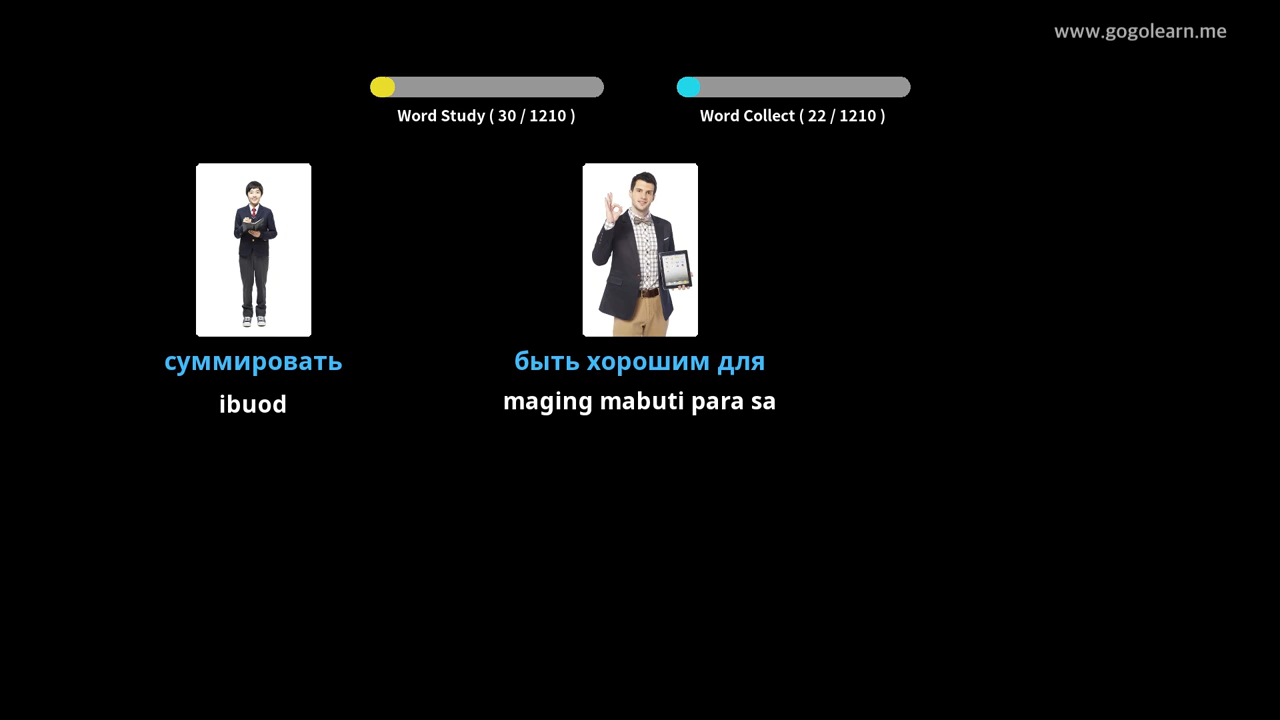 www.gogolearn.me
Word Study ( 30 / 1210 )
Word Collect ( 22 / 1210 )
суммировать
ibuod
быть хорошим для
maging mabuti para sa